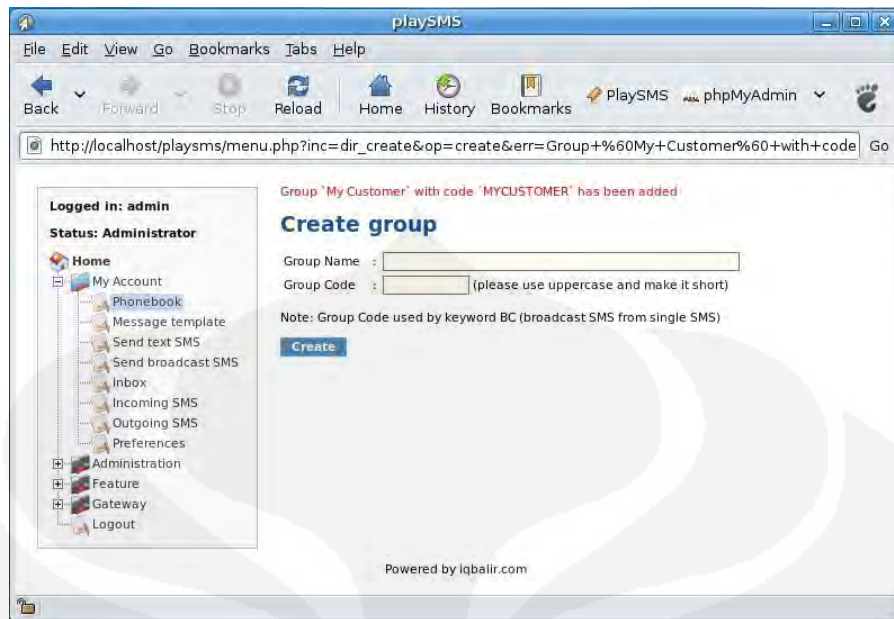 playSMS
File Edit View Go Bookmarks Tabs Help
Back Forward Stop Reload Home History Bookmarks PlaySMS phpMyAdmin
http://localhost/playsms/menu.php?inc=dir_create&op=create&err=Group+%60My+Customer%60+with+code Go
Logged in: admin
Status: Administrator
Home
My Account
Phonebook
Message template
Send text SMS
Send broadcast SMS
Inbox
Incoming SMS
Outgoing SMS
Preferences
Administration
Feature
Gateway
Logout
Group `My Customer` with code `MYCUSTOMER` has been added
Create group
Group Name :
Group Code : (please use uppercase and make it short)
Note: Group Code used by keyword BC (broadcast SMS from single SMS)
Create
Powered by iqbalir.com